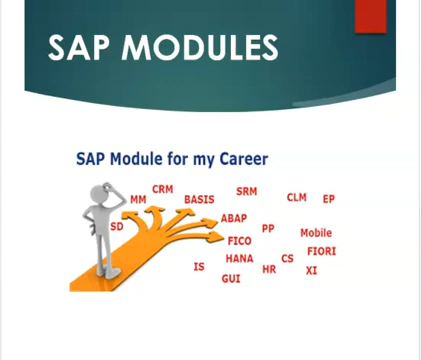 SAP MODULES
SAP Module for my Career
CRM
SRM
MM
BASIS
CLM
EP
SD
ABAP
PP
Mobile
FICO
FIORI
HANA
CS
IS
HR
XI
GUI